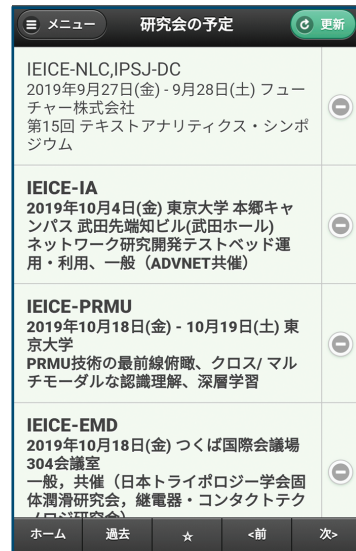 メニュー
研究会の予定
更新
IEICE-NLC,IPSJ-DC
2019年9月27日(金) - 9月28日(土) フュー
チャー株式会社
第15回 テキストアナリティクス・シンポ
ジウム
IEICE-IA
2019年10月4日(金) 東京大学 本郷キャ
ンパス 武田先端知ビル(武田ホール)
ネットワーク研究開発テストベッド運
用・利用、一般（ADVNET共催）
IEICE-PRMU
2019年10月18日(金) - 10月19日(土) 東
京大学
PRMU技術の最前線俯瞰、クロス/ マル
チモーダルな認識理解、深層学習
IEICE-EMD
2019年10月18日(金) つくば国際会議場
304会議室
一般，共催（日本トライボロジー学会固
体潤滑研究会，継電器・コンタクトテク
ノロジ研究会）
ホーム
過去
☆
<前
次>